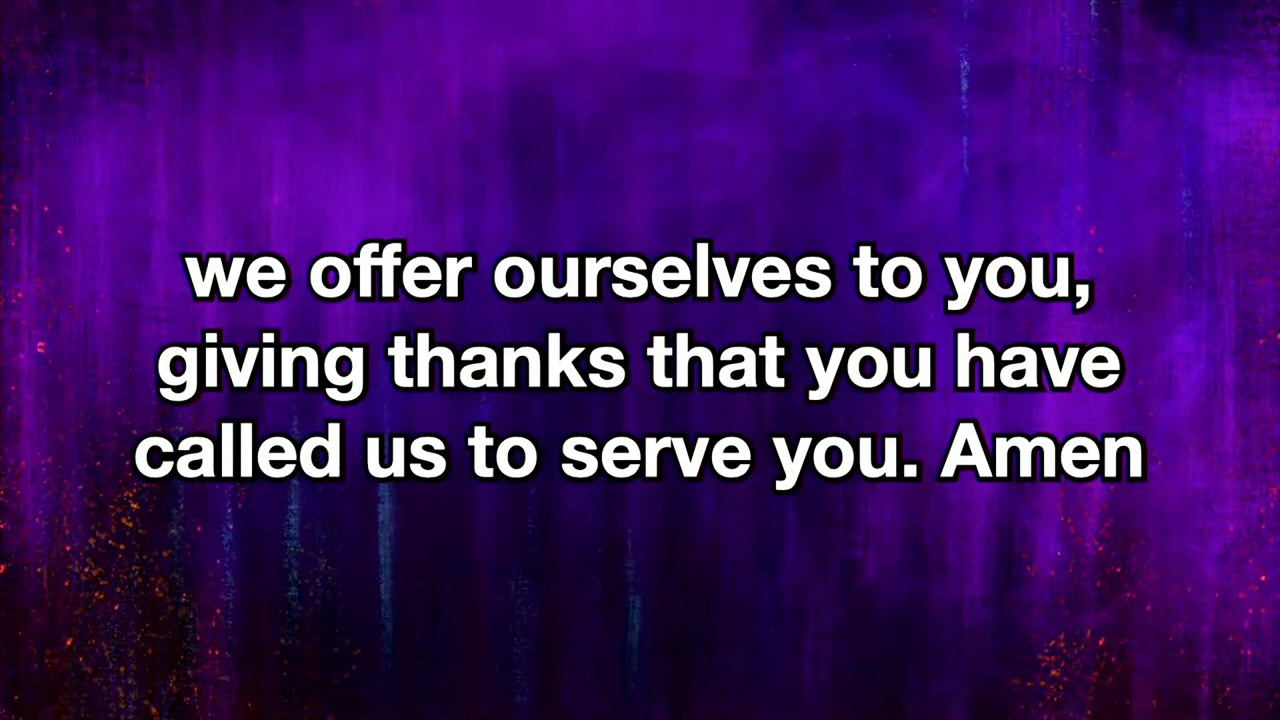 we offer ourselves to you,
giving thanks that you have
called us to serve you. Amen